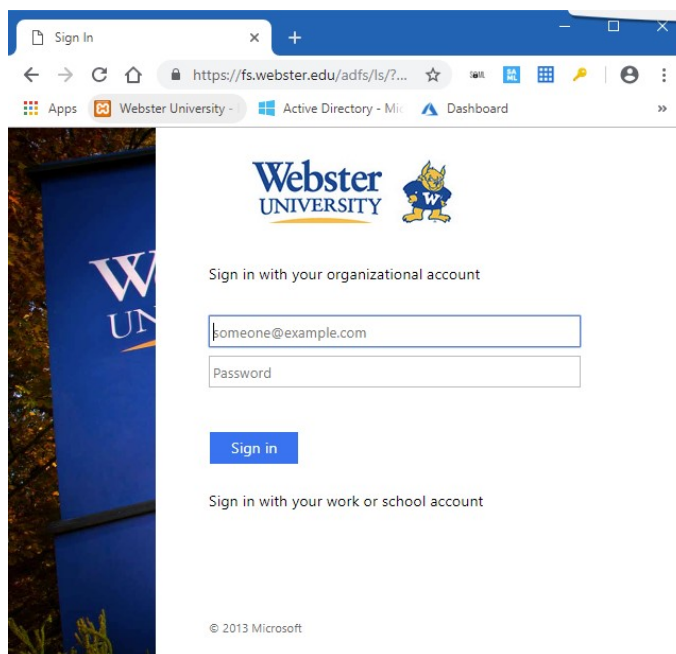 Sign In
https://fs.webster.edu/adfs/ls/?...
Apps Webster University - Active Directory - Mic Dashboard »
Webster
UNIVERSITY
W
W
UN
Sign in with your organizational account
someone@example.com
Password
Sign in
Sign in with your work or school account
© 2013 Microsoft